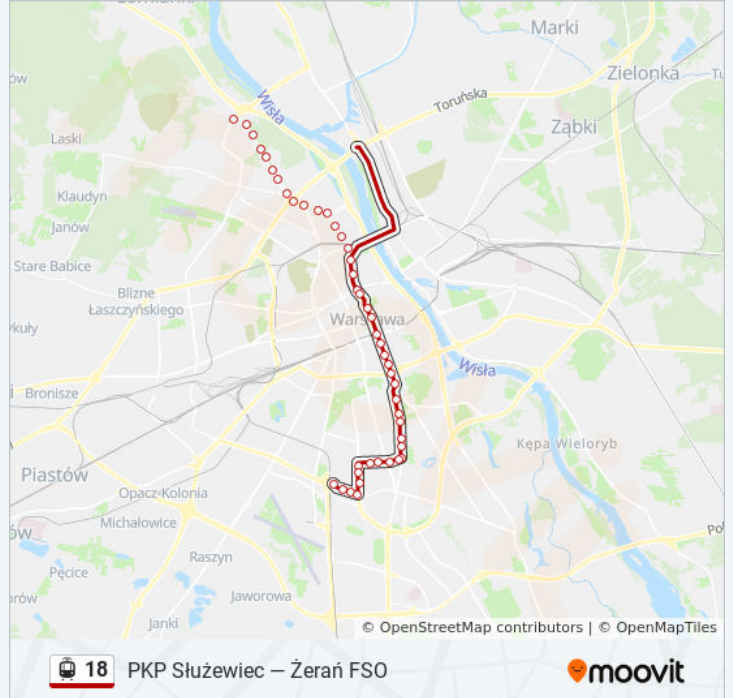 Marki
Zielonka
Wisła
Toruńska
Ząbki
Laski
Klaudyn
Janów
Stare Babice
Blizne
Łaszczyńskiego
Warszawa
Wisła
Bronisze
Kępa Wieloryb
Piastów
Opacz-Kolonia
Michałowice
Raszyn
Pęcice
Jaworowa
Janki
© OpenStreetMap contributors | © OpenMapTiles
18 PKP Służewiec — Żerań FSO
moovit